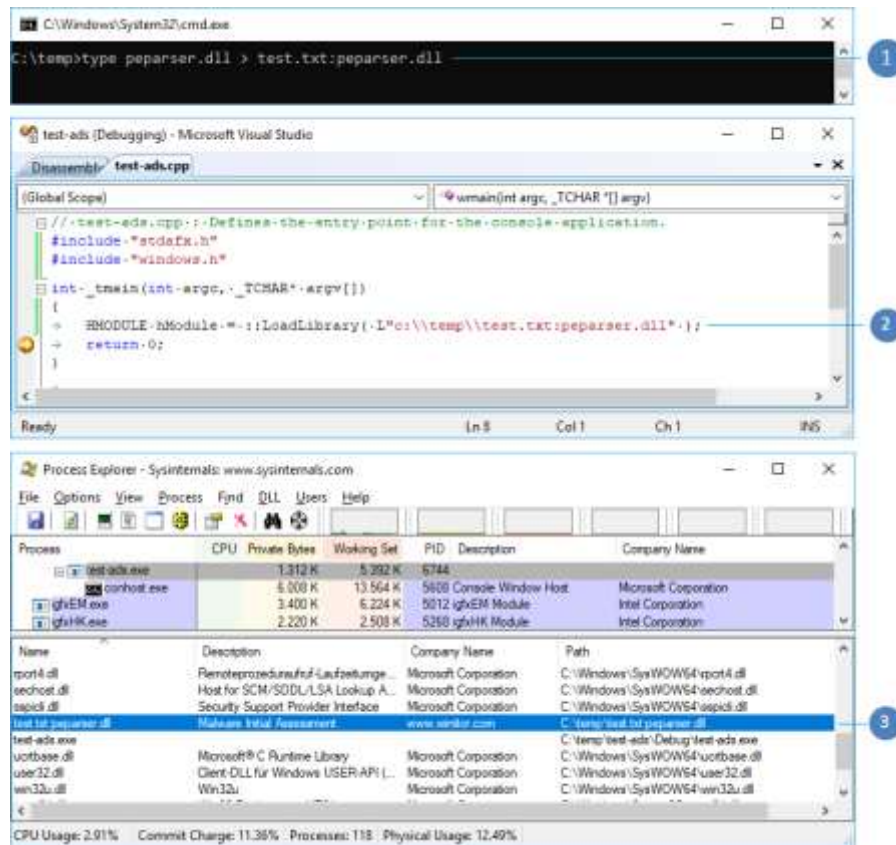 C:\Windows\System32\cmd.exe
C:\temp>type peparser.dll > test.txt:peparser.dll
1
test-ads (Debugging) - Microsoft Visual Studio
Disassembly test-ads.cpp
(Global Scope) wmain(int argc, _TCHAR *[] argv)
// test-ads.cpp : Defines the entry point for the console application.
#include "stdafx.h"
#include "windows.h"
int _tmain(int argc, _TCHAR* argv[])
{
HMODULE hModule = ::LoadLibrary( L"c:\\temp\\test.txt:peparser.dll" );
2
return 0;
}
Ready Ln 8 Col 1 Ch 1 INS
Process Explorer - Sysinternals: www.sysinternals.com
File Options View Process Find DLL Users Help
Process CPU Private Bytes Working Set PID Description Company Name
test-ads.exe 1.312 K 5.392 K 6744
conhost.exe 6.008 K 13.564 K 5608 Console Window Host Microsoft Corporation
igfxEM.exe 3.400 K 6.224 K 5012 igfxEM Module Intel Corporation
igfxHK.exe 2.220 K 2.508 K 5268 igfxHK Module Intel Corporation
Name Description Company Name Path
rpcrt4.dll Remoteprozeduraufruf-Laufzeitumge... Microsoft Corporation C:\Windows\SysWOW64\rpcrt4.dll
sechost.dll Host for SCM/SDDL/LSA Lookup A... Microsoft Corporation C:\Windows\SysWOW64\sechost.dll
sspicli.dll Security Support Provider Interface Microsoft Corporation C:\Windows\SysWOW64\sspicli.dll
test.txt:peparser.dll Malware Initial Assessment www.winitor.com C:\temp\test.txt:peparser.dll
3
test-ads.exe C:\temp\test-ads\Debug\test-ads.exe
ucrtbase.dll Microsoft® C Runtime Library Microsoft Corporation C:\Windows\SysWOW64\ucrtbase.dll
user32.dll Client-DLL für Windows USER-API (... Microsoft Corporation C:\Windows\SysWOW64\user32.dll
win32u.dll Win32u Microsoft Corporation C:\Windows\SysWOW64\win32u.dll
CPU Usage: 2.91% Commit Charge: 11.36% Processes: 118 Physical Usage: 12.49%